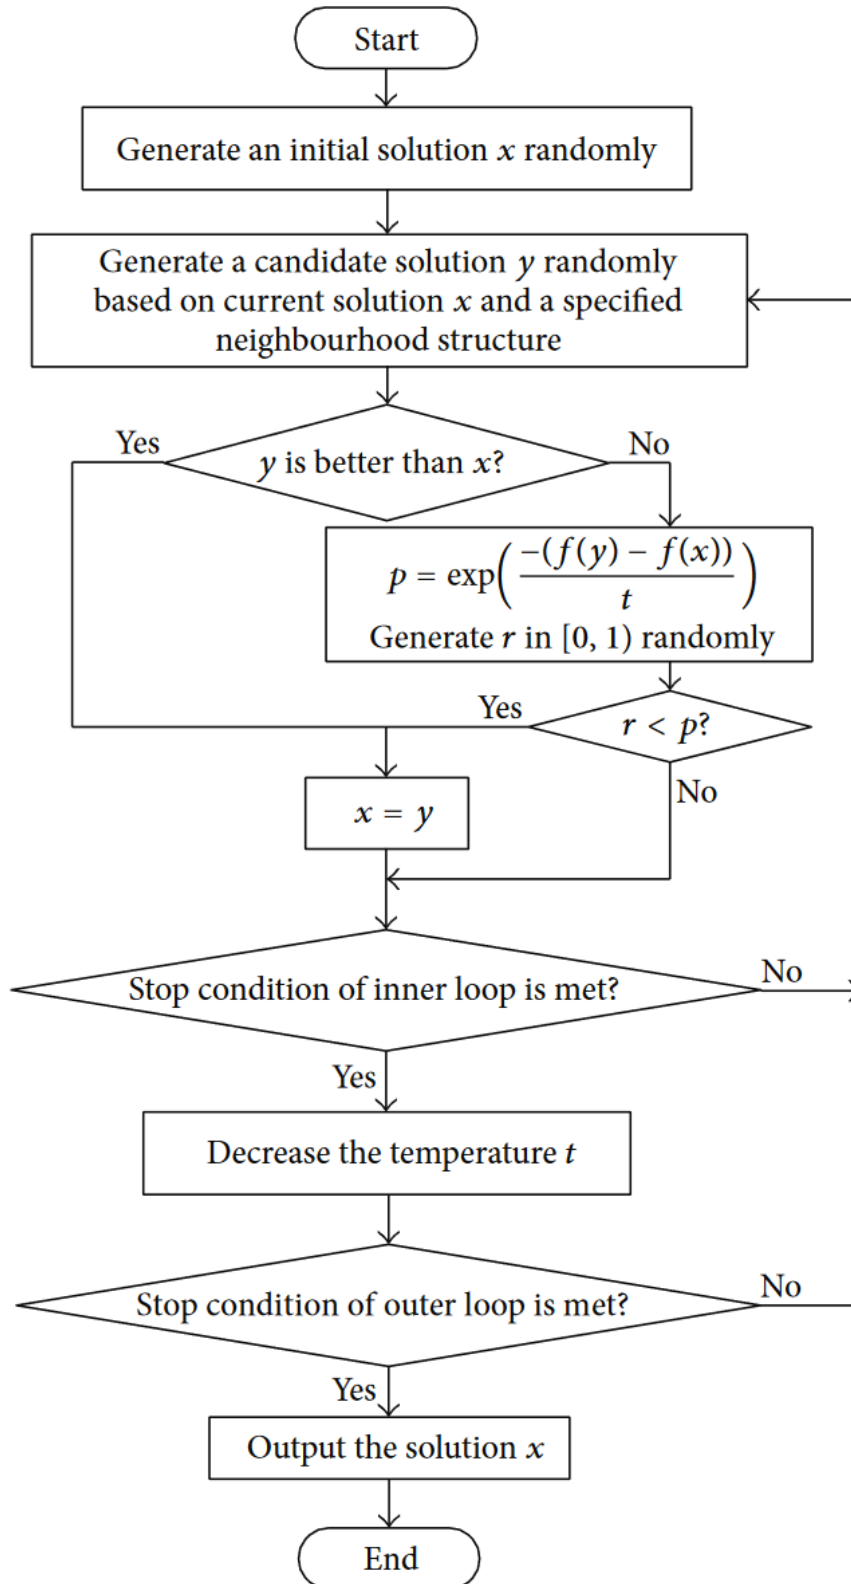 Start
Generate an initial solution x randomly
Generate a candidate solution y randomly
based on current solution x and a specified
neighbourhood structure
Yes
y is better than x?
No
p = exp(−(f(y) − f(x))/t)
Generate r in [0, 1) randomly
Yes
r < p?
No
x = y
Stop condition of inner loop is met?
No
Yes
Decrease the temperature t
Stop condition of outer loop is met?
No
Yes
Output the solution x
End